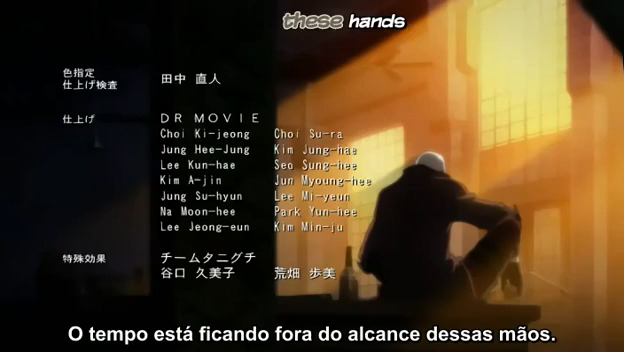 these hands
色指定
仕上げ検査 田中 直人
仕上げ DR MOVIE
Choi Ki-jeong Choi Su-ra
Jung Hee-Jung Kim Jung-hae
Lee Kun-hae Seo Sung-hee
Kim A-jin Jun Myoung-hee
Jung Su-hyun Lee Mi-yeun
Na Moon-hee Park Yun-hee
Lee Jeong-eun Kim Min-ju
特殊効果 チームタニグチ
谷口 久美子 荒畑 歩美
O tempo está ficando fora do alcance dessas mãos.